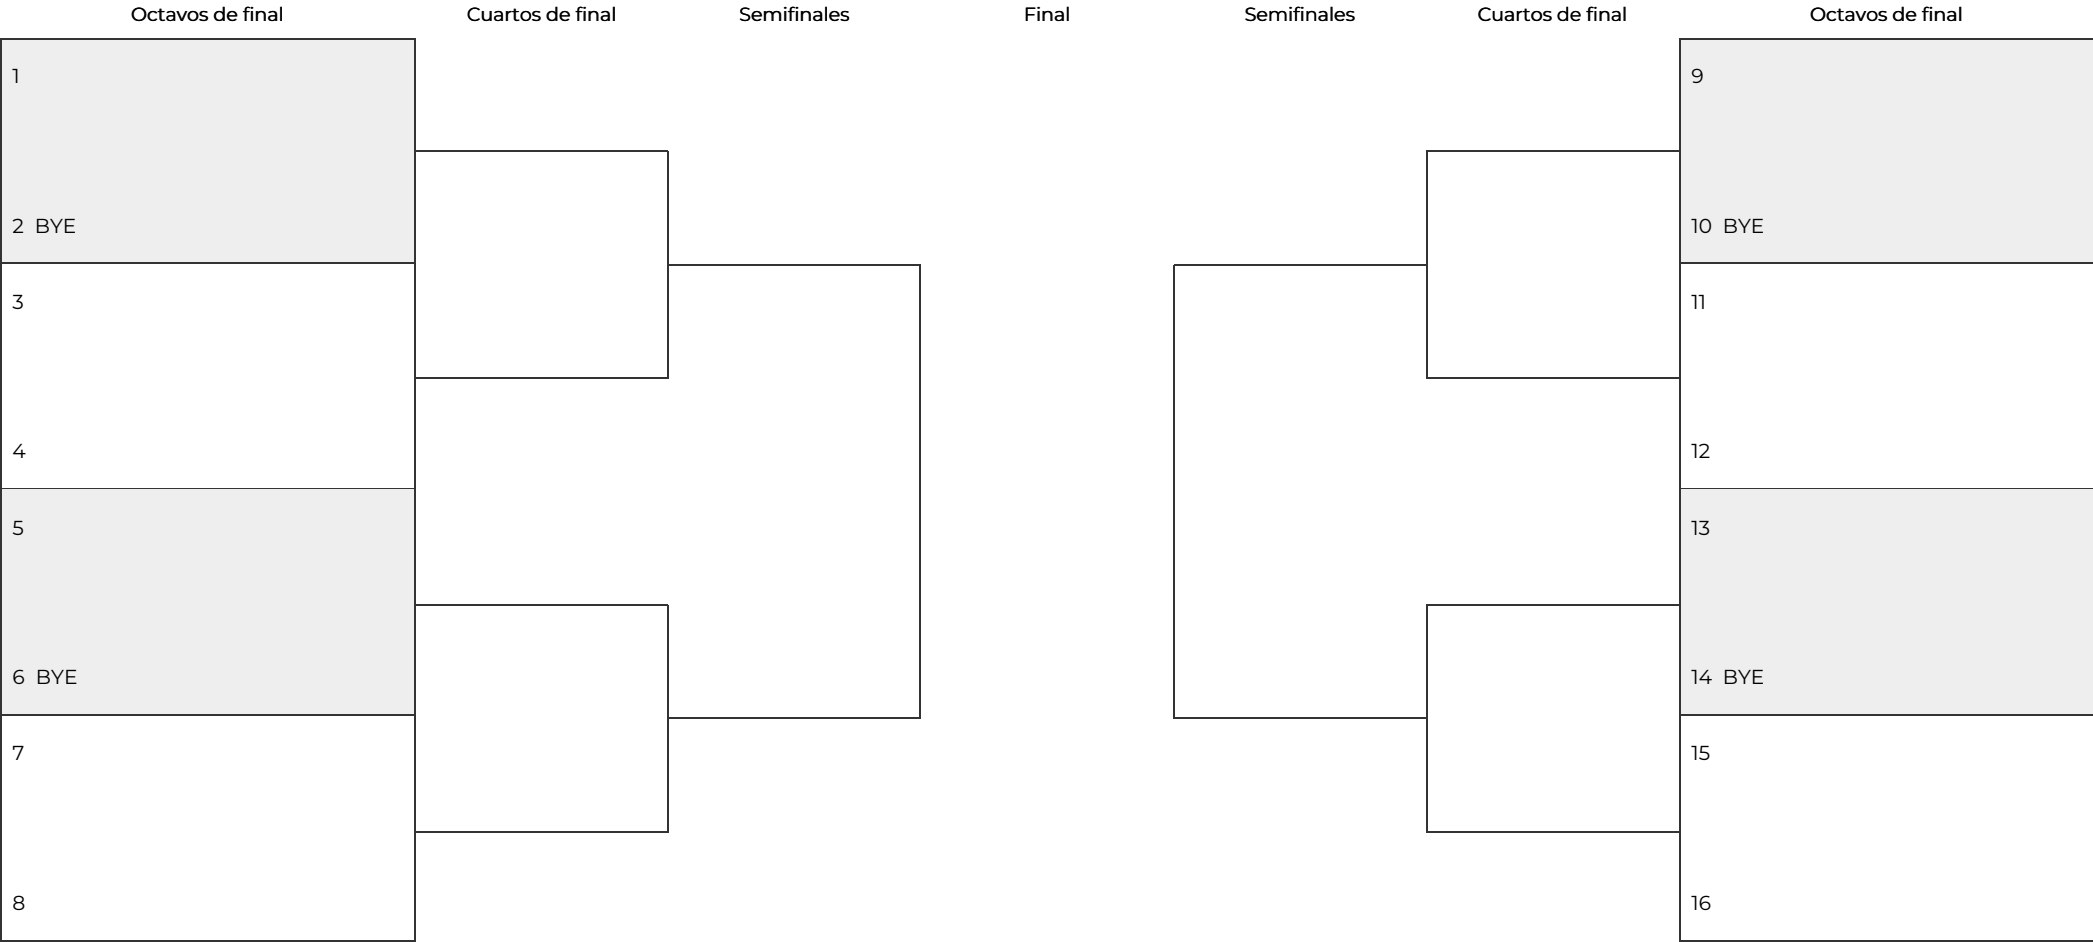 Octavos de final Cuartos de final Semifinales Final Semifinales Cuartos de final Octavos de final
1 9
2 BYE 10 BYE
3 11
4 12
5 13
6 BYE 14 BYE
7 15
8 16